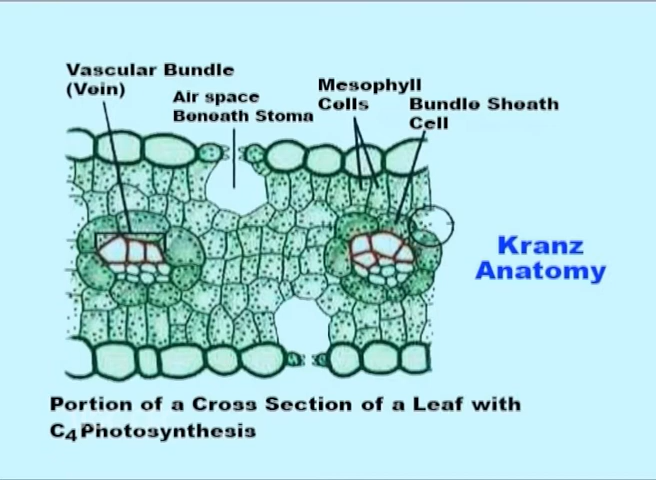 Vascular Bundle
(Vein)
Air space
Beneath Stoma
Mesophyll
Cells
Bundle Sheath
Cell
Kranz
Anatomy
Portion of a Cross Section of a Leaf with
C4 Photosynthesis